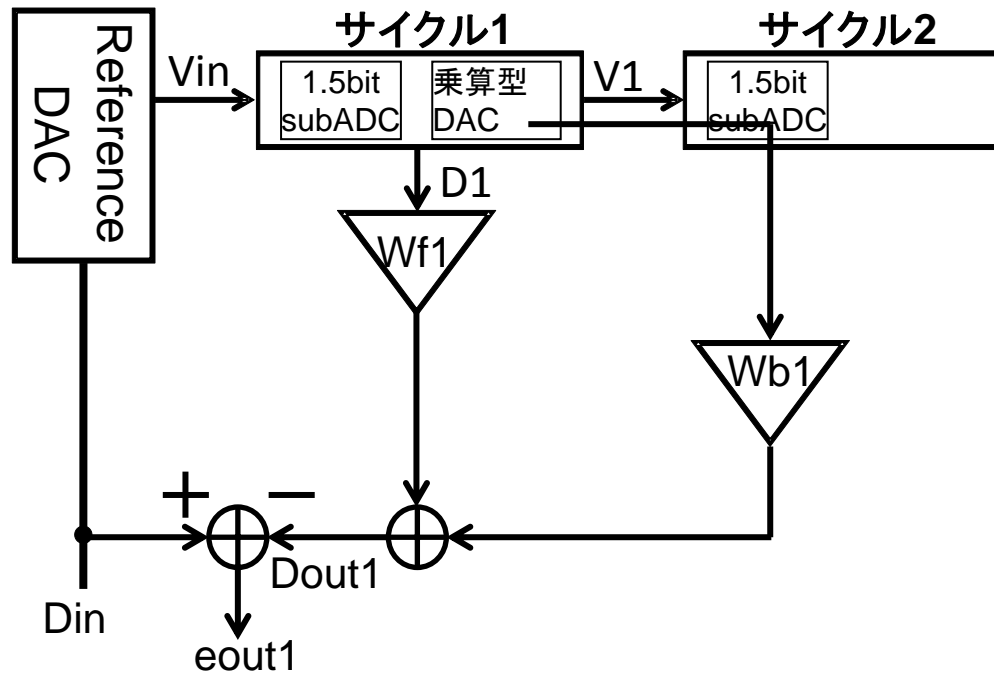 Reference
DAC
Vin
サイクル1
1.5bit
subADC
乗算型
DAC
V1
サイクル2
1.5bit
subADC
D1
Wf1
Wb1
+
−
Dout1
Din
eout1